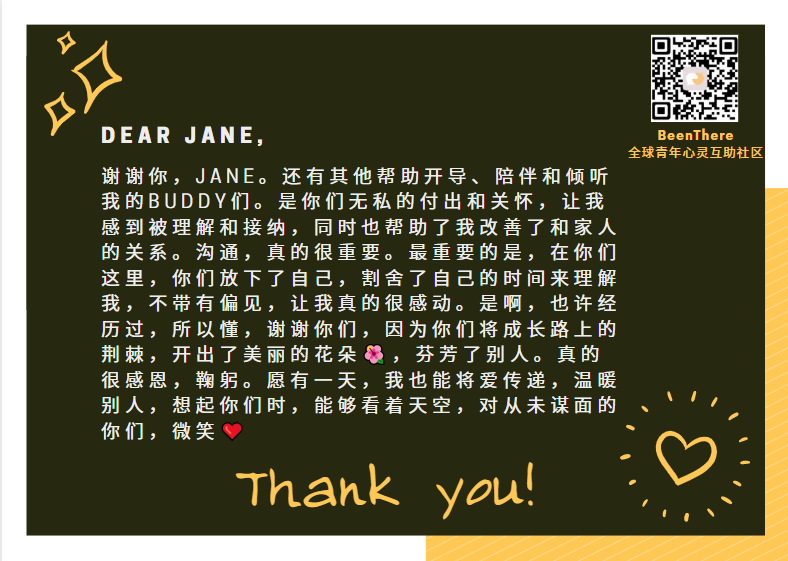 BeenThere
全球青年心灵互助社区
DEAR JANE,
谢谢你，JANE。还有其他帮助开导、陪伴和倾听
我的BUDDY们。是你们无私的付出和关怀，让我
感到被理解和接纳，同时也帮助了我改善了和家人
的关系。沟通，真的很重要。最重要的是，在你们
这里，你们放下了自己，割舍了自己的时间来理解
我，不带有偏见，让我真的很感动。是啊，也许经
历过，所以懂，谢谢你们，因为你们将成长路上的
荆棘，开出了美丽的花朵🌺，芬芳了别人。真的
很感恩，鞠躬。愿有一天，我也能将爱传递，温暖
别人，想起你们时，能够看着天空，对从未谋面的
你们，微笑❤️
Thank you!